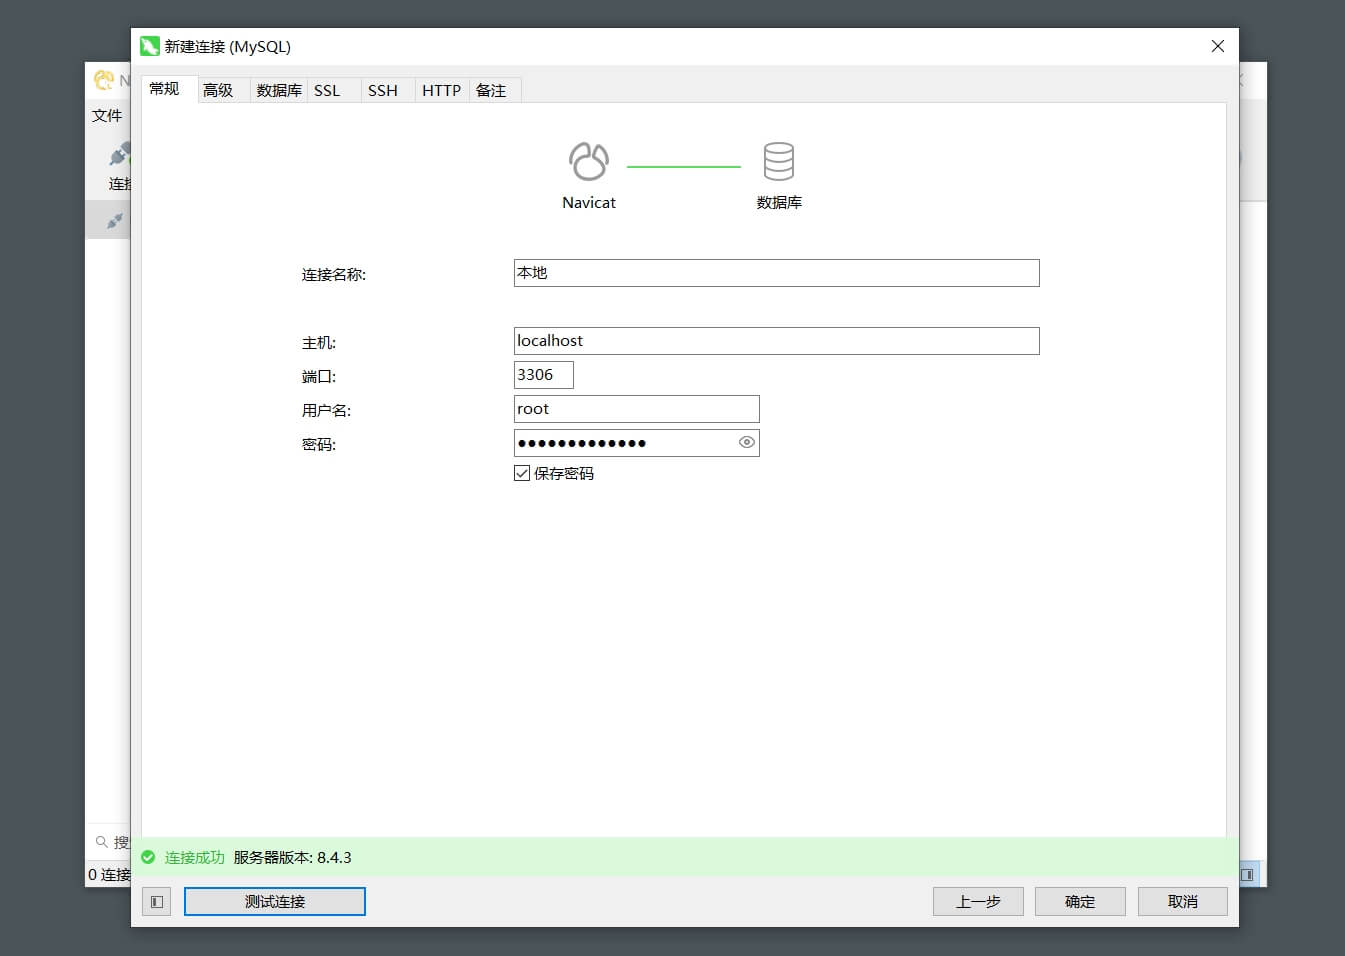 新建连接 (MySQL)
N
文件
连接
常规 高级 数据库 SSL SSH HTTP 备注
Navicat 数据库
连接名称: 本地
主机: localhost
端口: 3306
用户名: root
密码: ●●●●●●●●●●●●●
保存密码
搜
连接成功 服务器版本: 8.4.3
0 连接
测试连接 上一步 确定 取消